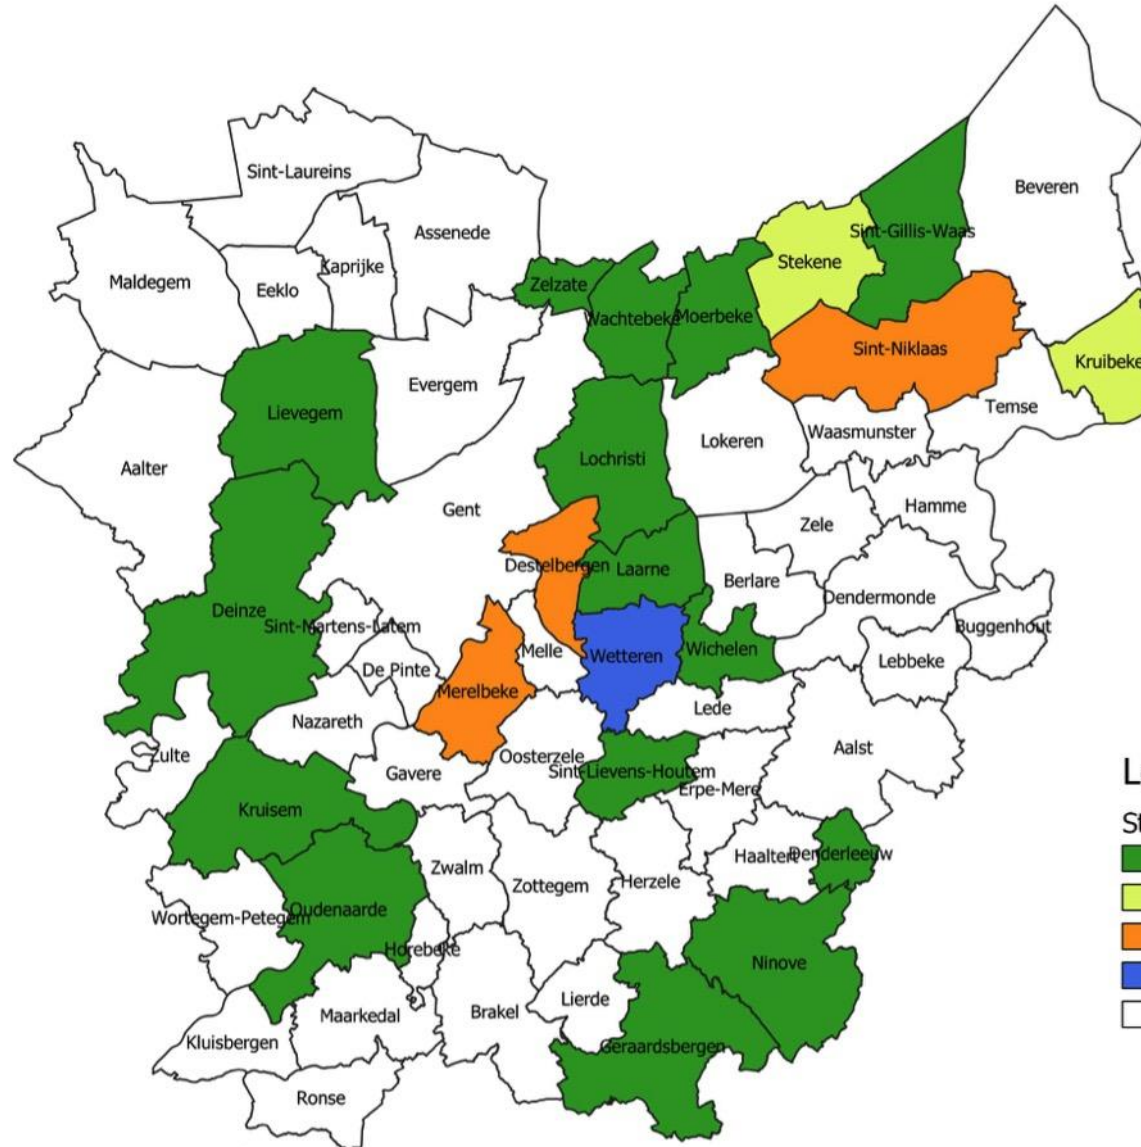 Sint-Laureins
Beveren
Assenede
Sint-Gillis-Waas
Stekene
Kaprijke
Maldegem
Eeklo
Zelzate
Wachtebeke
Moerbeke
Sint-Niklaas
Kruibeke
Evergem
Lievegem
Temse
Waasmunster
Lokeren
Lochristi
Aalter
Gent
Hamme
Zele
Destelbergen
Laarne
Berlare
Dendermonde
Deinze
Sint-Martens-Latem
Buggenhout
Melle
Wetteren
Wichelen
Lebbeke
De Pinte
Merelbeke
Lede
Nazareth
Aalst
Zulte
Oosterzele
Gavere
Sint-Lievens-Houtem
Erpe-Mere
Kruisem
Denderleeuw
Haaltert
Zwalm
Zottegem
Herzele
Oudenaarde
Wortegem-Petegem
Horebeke
Ninove
Lierde
Brakel
Maarkedal
Kluisbergen
Geraardsbergen
Ronse